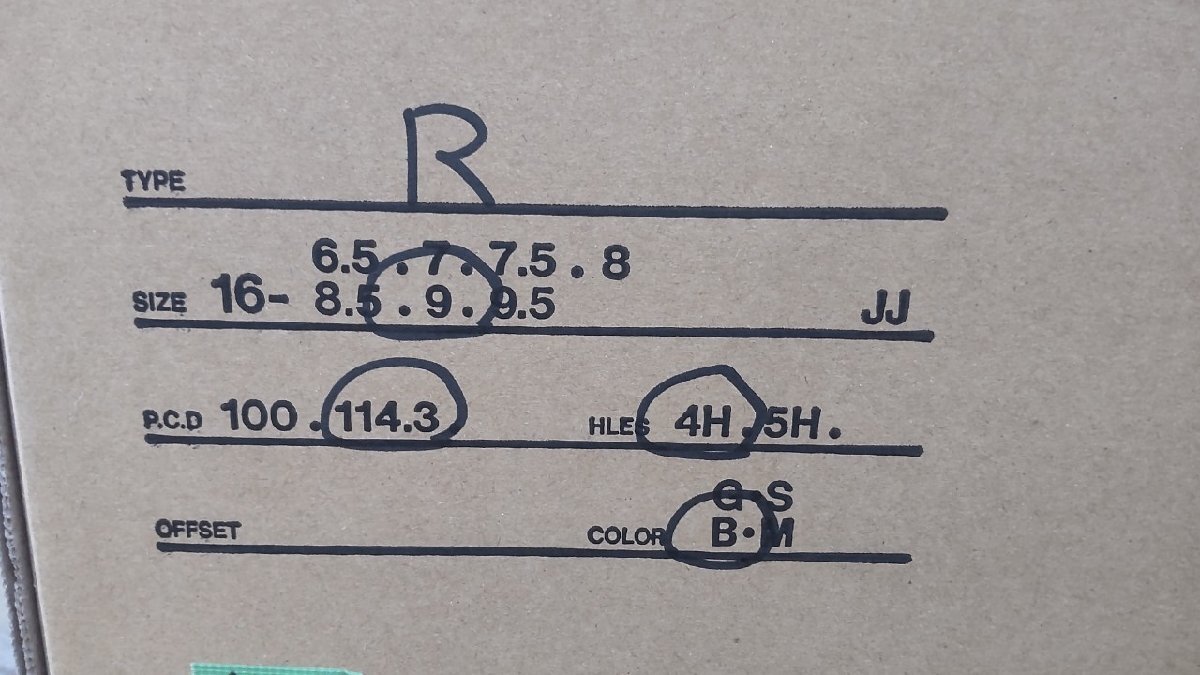 TYPE R
6.5 . 7 . 7.5 . 8
SIZE 16- 8.5 . 9 . 9.5 JJ
P.C.D 100 . 114.3 HLES 4H . 5H .
G S
OFFSET COLOR B · M